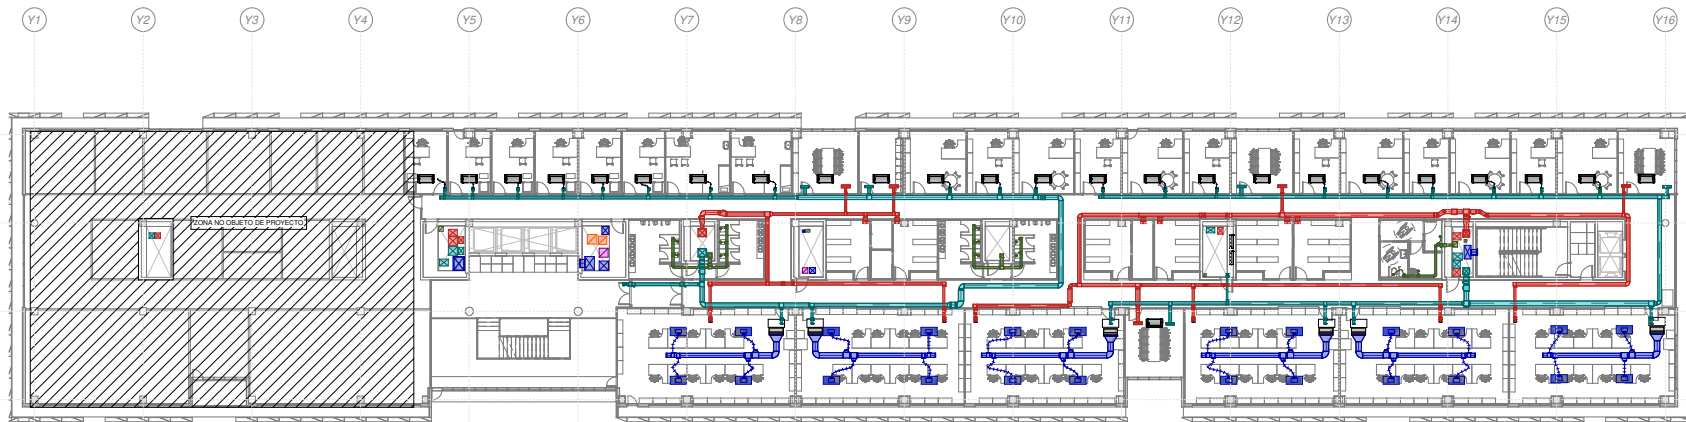 Y1 Y2 Y3 Y4 Y5 Y6 Y7 Y8 Y9 Y10 Y11 Y12 Y13 Y14 Y15 Y16
ZONA NO OBJETO DE PROYECTO